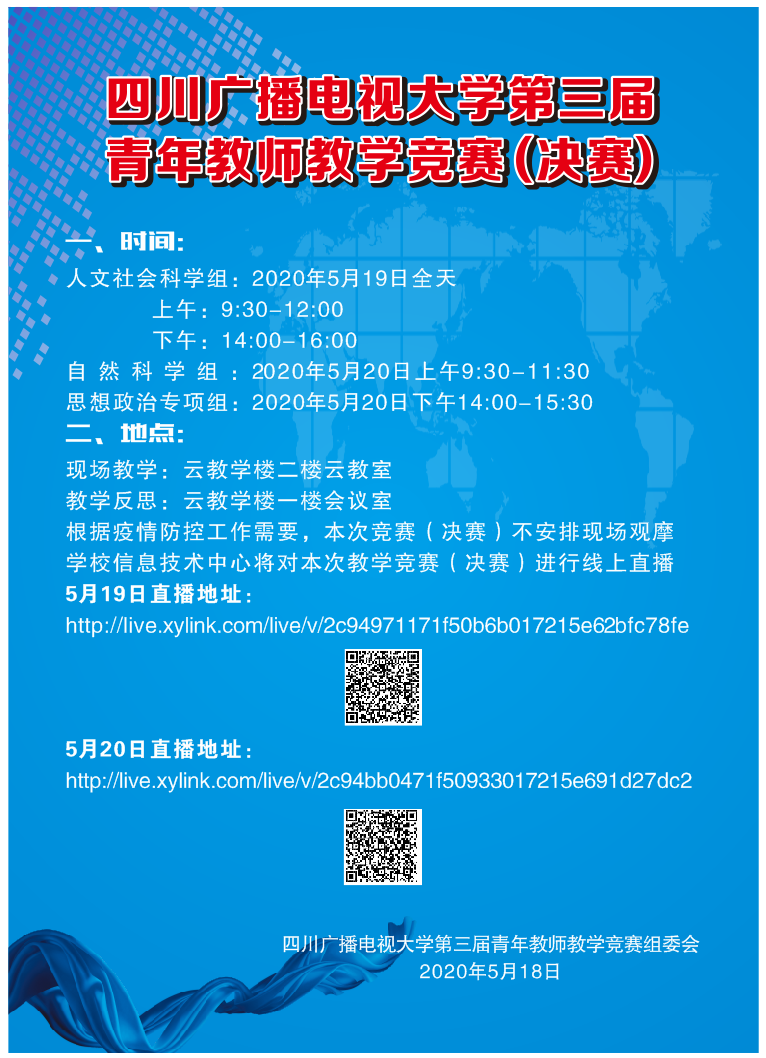 四川广播电视大学第三届
青年教师教学竞赛(决赛)
一、时间:
人文社会科学组：2020年5月19日全天
上午：9:30-12:00
下午：14:00-16:00
自然科学组：2020年5月20日上午9:30-11:30
思想政治专项组：2020年5月20日下午14:00-15:30
二、地点:
现场教学：云教学楼二楼云教室
教学反思：云教学楼一楼会议室
根据疫情防控工作需要，本次竞赛（决赛）不安排现场观摩
学校信息技术中心将对本次教学竞赛（决赛）进行线上直播
5月19日直播地址：
http://live.xylink.com/live/v/2c94971171f50b6b017215e62bfc78fe
5月20日直播地址：
http://live.xylink.com/live/v/2c94bb0471f50933017215e691d27dc2
四川广播电视大学第三届青年教师教学竞赛组委会
2020年5月18日